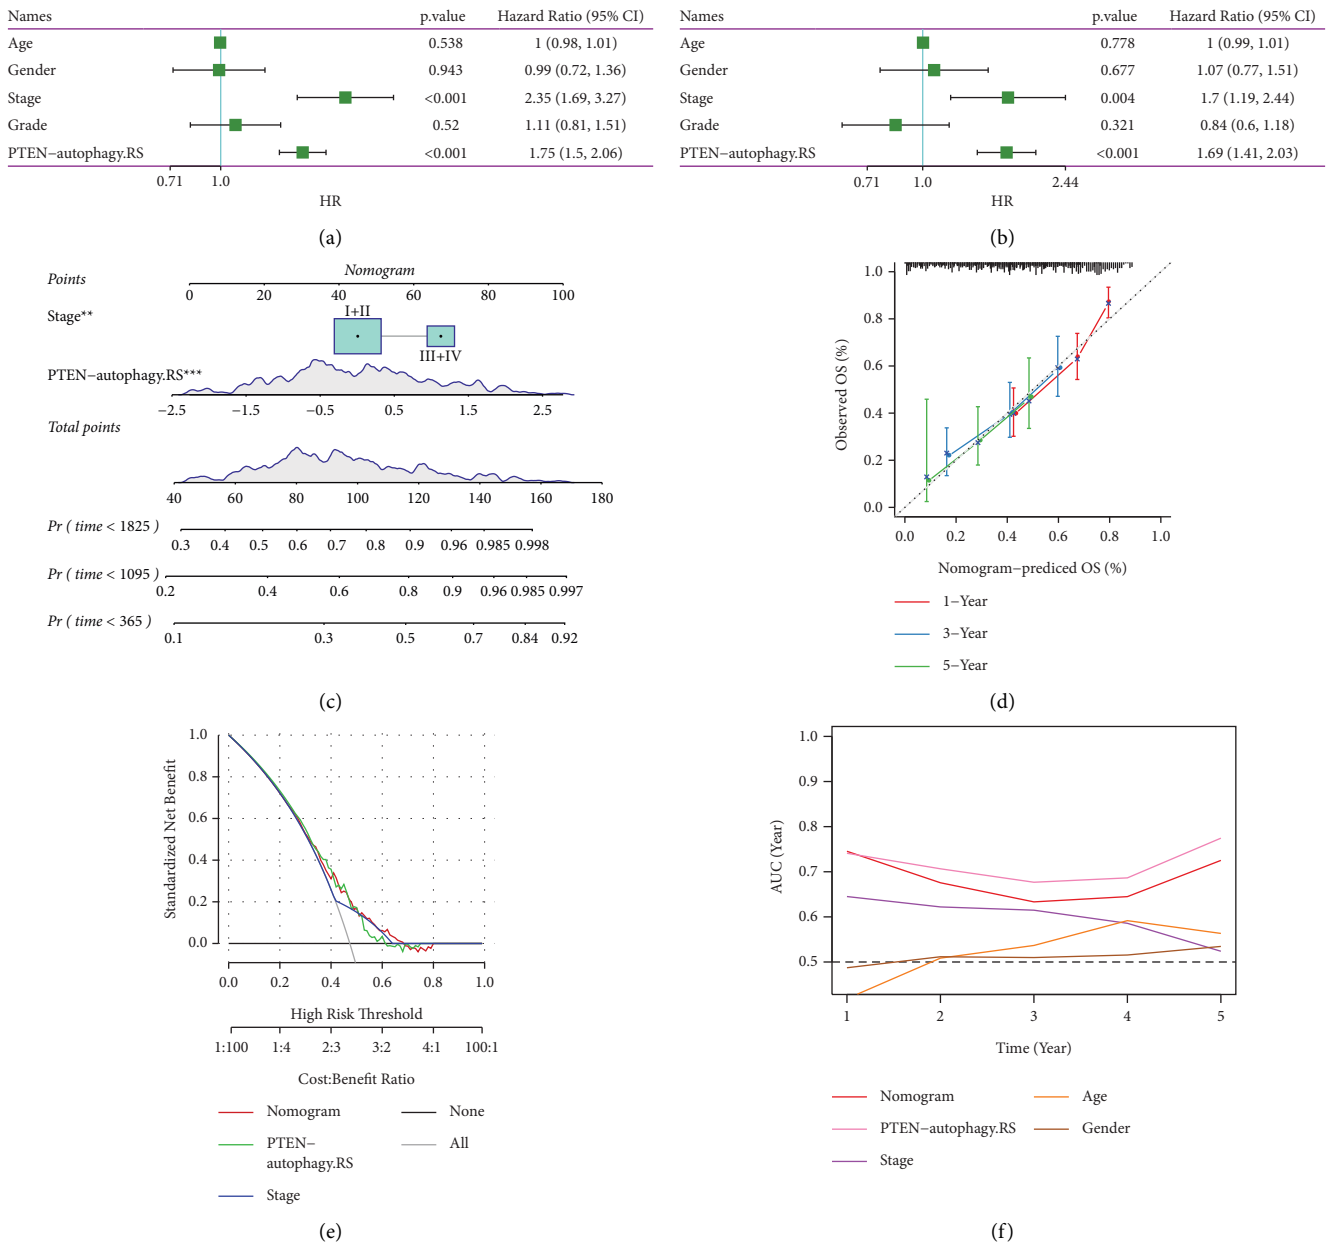 Names p.value Hazard Ratio (95% CI)
Age 0.538 1 (0.98, 1.01)
Gender 0.943 0.99 (0.72, 1.36)
Stage <0.001 2.35 (1.69, 3.27)
Grade 0.52 1.11 (0.81, 1.51)
PTEN−autophagy.RS <0.001 1.75 (1.5, 2.06)
0.71 1.0
HR
(a)
Names p.value Hazard Ratio (95% CI)
Age 0.778 1 (0.99, 1.01)
Gender 0.677 1.07 (0.77, 1.51)
Stage 0.004 1.7 (1.19, 2.44)
Grade 0.321 0.84 (0.6, 1.18)
PTEN−autophagy.RS <0.001 1.69 (1.41, 2.03)
0.71 1.0 2.44
HR
(b)
Nomogram
Points
0 20 40 60 80 100
Stage**
I+II
III+IV
PTEN−autophagy.RS***
−2.5 −1.5 −0.5 0.5 1.5 2.5
Total points
40 60 80 100 120 140 160 180
Pr ( time < 1825 )
0.3 0.4 0.5 0.6 0.7 0.8 0.9 0.96 0.985 0.998
Pr ( time < 1095 )
0.2 0.4 0.6 0.8 0.9 0.96 0.985 0.997
Pr ( time < 365 )
0.1 0.3 0.5 0.7 0.84 0.92
(c)
Observed OS (%)
1.0
0.8
0.6
0.4
0.2
0.0
0.0 0.2 0.4 0.6 0.8 1.0
Nomogram−prediced OS (%)
1−Year
3−Year
5−Year
(d)
Standardized Net Benefit
1.0
0.8
0.6
0.4
0.2
0.0
0.0 0.2 0.4 0.6 0.8 1.0
High Risk Threshold
1:100 1:4 2:3 3:2 4:1 100:1
Cost:Benefit Ratio
Nomogram
PTEN−
autophagy.RS
Stage
None
All
(e)
AUC (Year)
1.0
0.9
0.8
0.7
0.6
0.5
1 2 3 4 5
Time (Year)
Nomogram
PTEN−autophagy.RS
Stage
Age
Gender
(f)